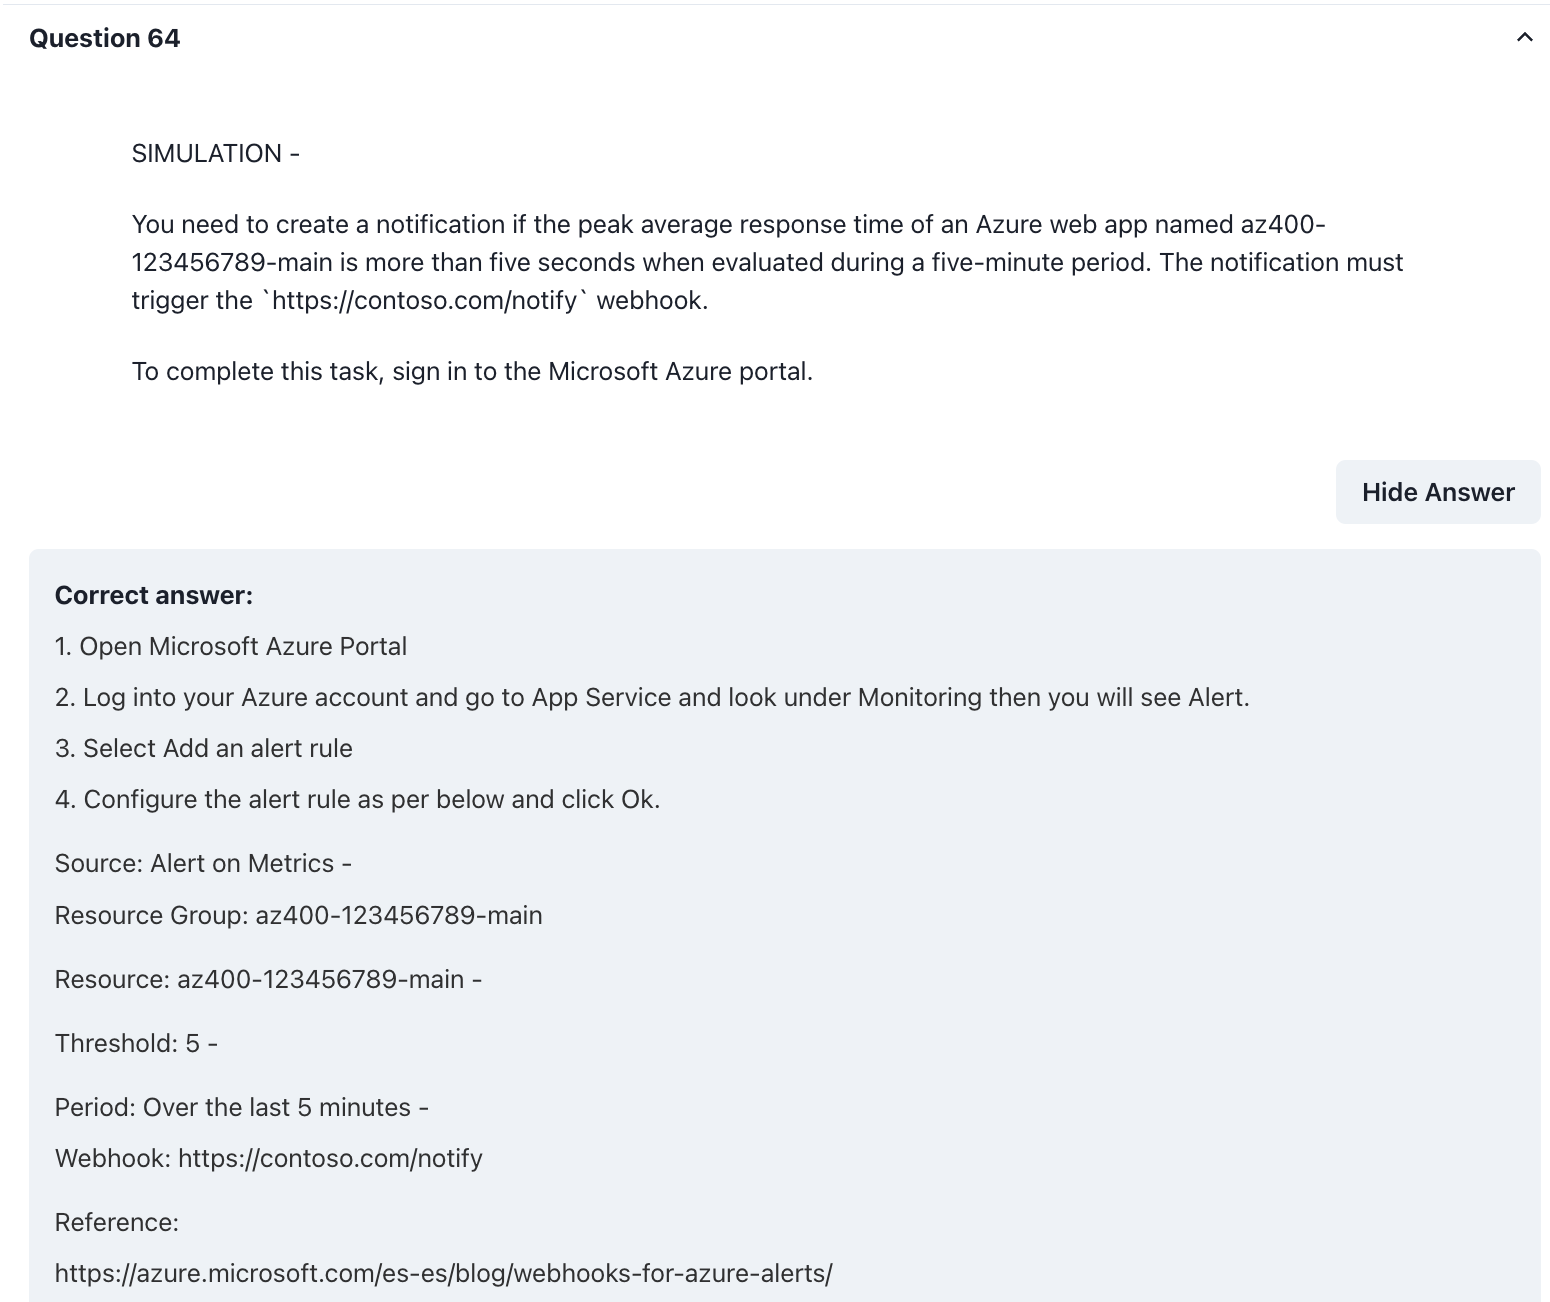 Question 64
SIMULATION -
You need to create a notification if the peak average response time of an Azure web app named az400-
123456789-main is more than five seconds when evaluated during a five-minute period. The notification must
trigger the `https://contoso.com/notify` webhook.
To complete this task, sign in to the Microsoft Azure portal.
Hide Answer
Correct answer:
1. Open Microsoft Azure Portal
2. Log into your Azure account and go to App Service and look under Monitoring then you will see Alert.
3. Select Add an alert rule
4. Configure the alert rule as per below and click Ok.
Source: Alert on Metrics -
Resource Group: az400-123456789-main
Resource: az400-123456789-main -
Threshold: 5 -
Period: Over the last 5 minutes -
Webhook: https://contoso.com/notify
Reference:
https://azure.microsoft.com/es-es/blog/webhooks-for-azure-alerts/